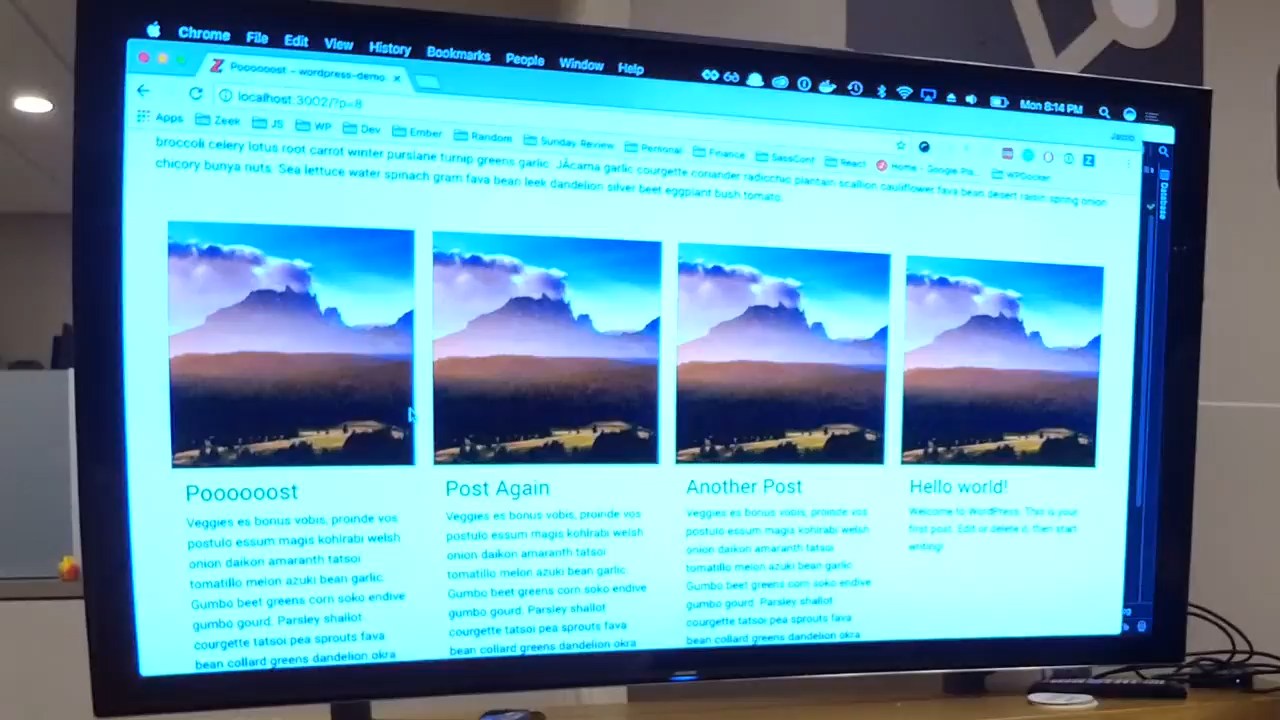 Chrome File Edit View History Bookmarks People Window Help Mon 8:14 PM
Poooooost – wordpress-demo
Jacob
localhost:3002/?p=8
Apps Zeek JS WP Dev Ember Random Sunday Review Personal Finance SassConf React Home - Google Pla... WPDocker
broccoli celery lotus root carrot winter purslane turnip greens garlic. JÃcama garlic courgette coriander radicchio plantain scallion cauliflower fava bean desert raisin spring onion
chicory bunya nuts. Sea lettuce water spinach gram fava bean leek dandelion silver beet eggplant bush tomato.
Database
Poooooost
Veggies es bonus vobis, proinde vos
postulo essum magis kohlrabi welsh
onion daikon amaranth tatsoi
tomatillo melon azuki bean garlic.
Gumbo beet greens corn soko endive
gumbo gourd. Parsley shallot
courgette tatsoi pea sprouts fava
bean collard greens dandelion okra
Post Again
Veggies es bonus vobis, proinde vos
postulo essum magis kohlrabi welsh
onion daikon amaranth tatsoi
tomatillo melon azuki bean garlic.
Gumbo beet greens corn soko endive
gumbo gourd. Parsley shallot
courgette tatsoi pea sprouts fava
bean collard greens dandelion okra
Another Post
Veggies es bonus vobis, proinde vos
postulo essum magis kohlrabi welsh
onion daikon amaranth tatsoi
tomatillo melon azuki bean garlic.
Gumbo beet greens corn soko endive
gumbo gourd. Parsley shallot
courgette tatsoi pea sprouts fava
bean collard greens dandelion okra
Hello world!
Welcome to WordPress. This is your
first post. Edit or delete it, then start
writing!